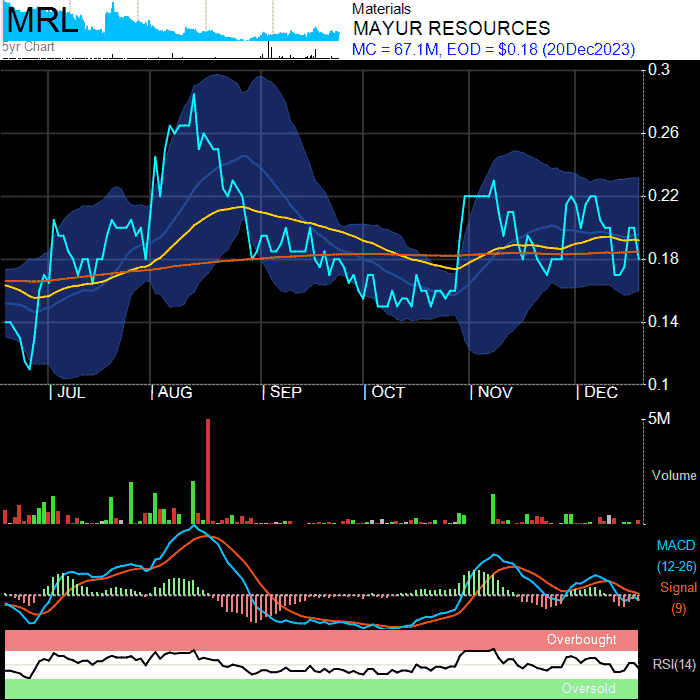 MRL
5yr Chart
Materials
MAYUR RESOURCES
MC = 67.1M, EOD = $0.18 (20Dec2023)
0.3
0.26
0.22
0.18
0.14
0.1
JUL
AUG
SEP
OCT
NOV
DEC
5M
Volume
MACD
(12-26)
Signal
(9)
Overbought
RSI(14)
Oversold